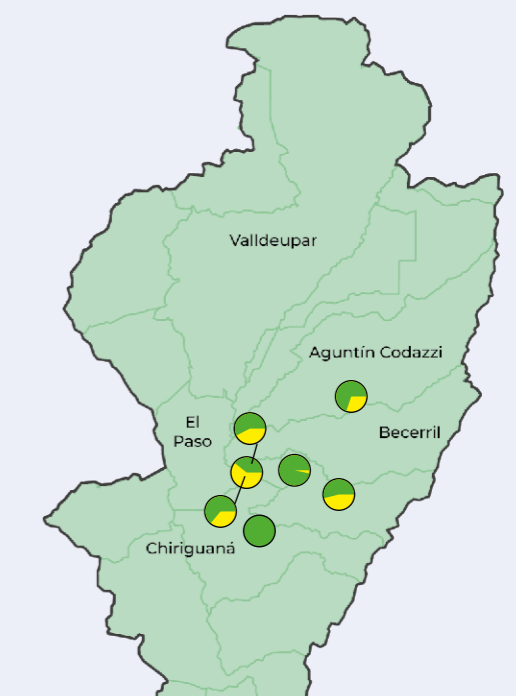 Valldeupar
Aguntín Codazzi
El
Paso
Becerril
Chiriguaná